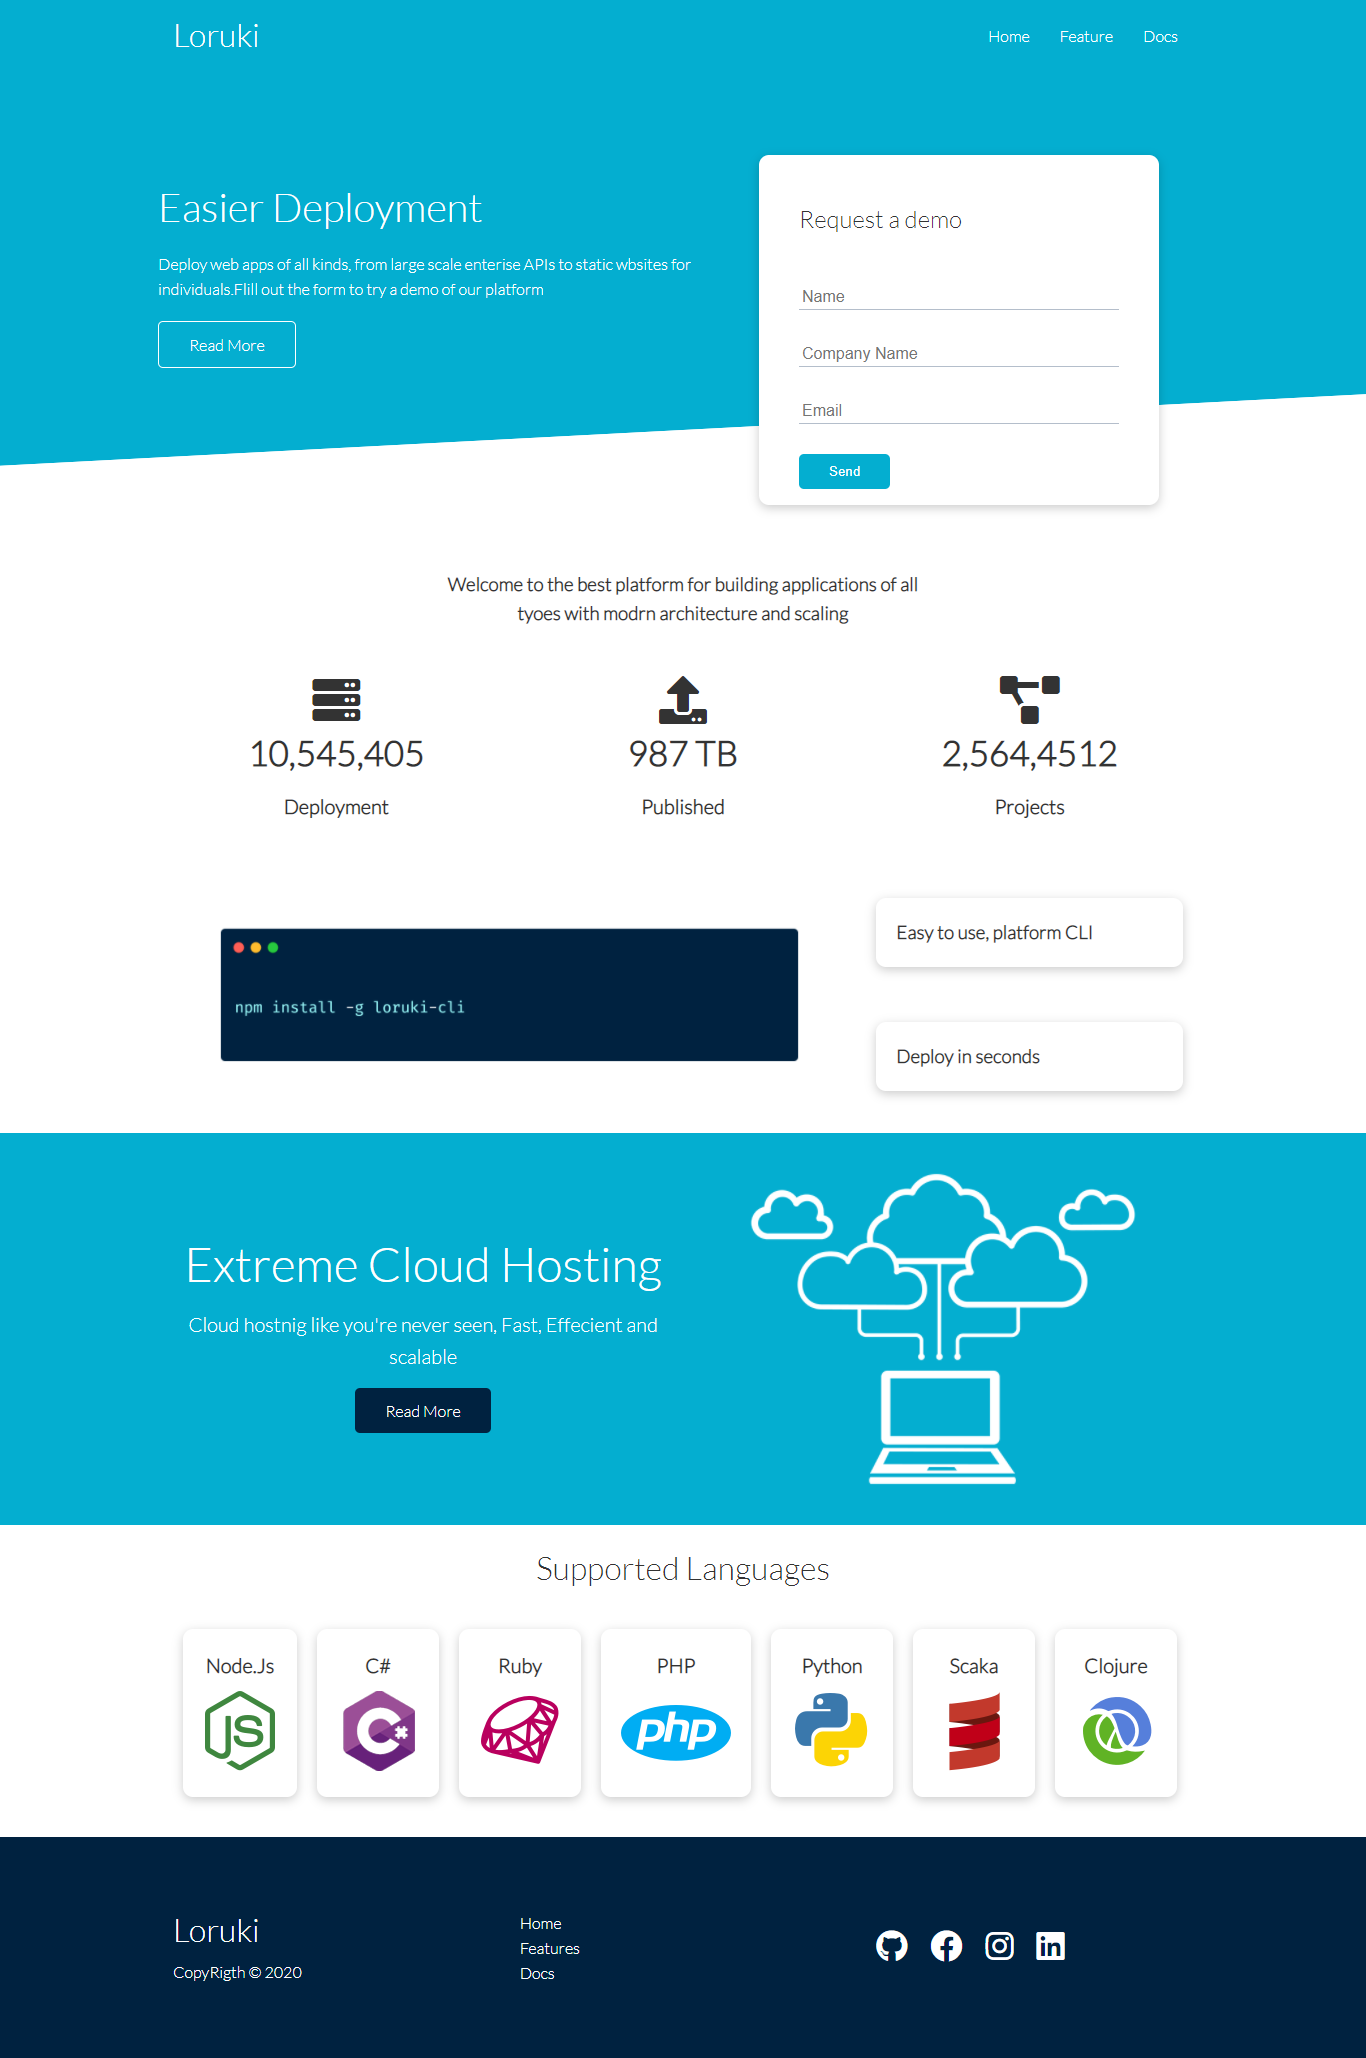 Loruki
Home Feature Docs
Easier Deployment
Deploy web apps of all kinds, from large scale enterise APIs to static wbsites for
individuals.Flill out the form to try a demo of our platform
Read More
Request a demo
Name
Company Name
Email
Send
Welcome to the best platform for building applications of all
tyoes with modrn architecture and scaling
10,545,405
Deployment
987 TB
Published
2,564,4512
Projects
npm install -g loruki-cli
Easy to use, platform CLI
Deploy in seconds
Extreme Cloud Hosting
Cloud hostnig like you're never seen, Fast, Effecient and
scalable
Read More
Supported Languages
Node.Js
JS
C#
C#
Ruby
PHP
php
Python
Scaka
Clojure
Loruki
CopyRigth © 2020
Home
Features
Docs
in